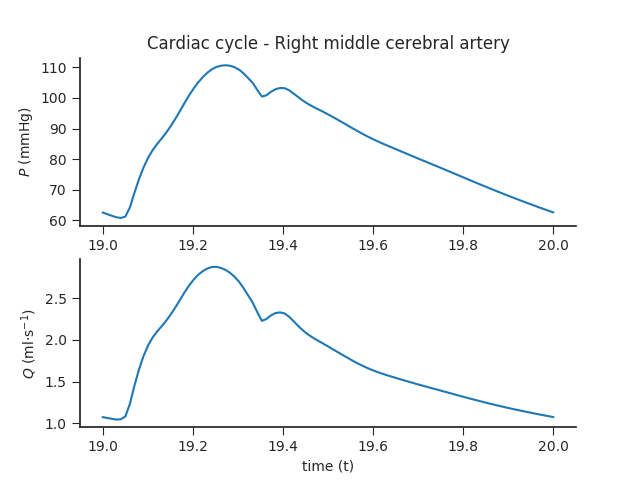 Cardiac cycle - Right middle cerebral artery
P (mmHg)
110
100
90
80
70
60
19.0 19.2 19.4 19.6 19.8 20.0
Q (ml·s⁻¹)
2.5
2.0
1.5
1.0
19.0 19.2 19.4 19.6 19.8 20.0
time (t)